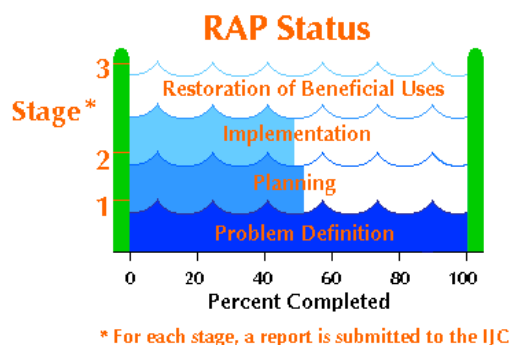 RAP Status
3
Restoration of Beneficial Uses
Stage*
Implementation
2
Planning
1
Problem Definition
0 20 40 60 80 100
Percent Completed
* For each stage, a report is submitted to the IJC